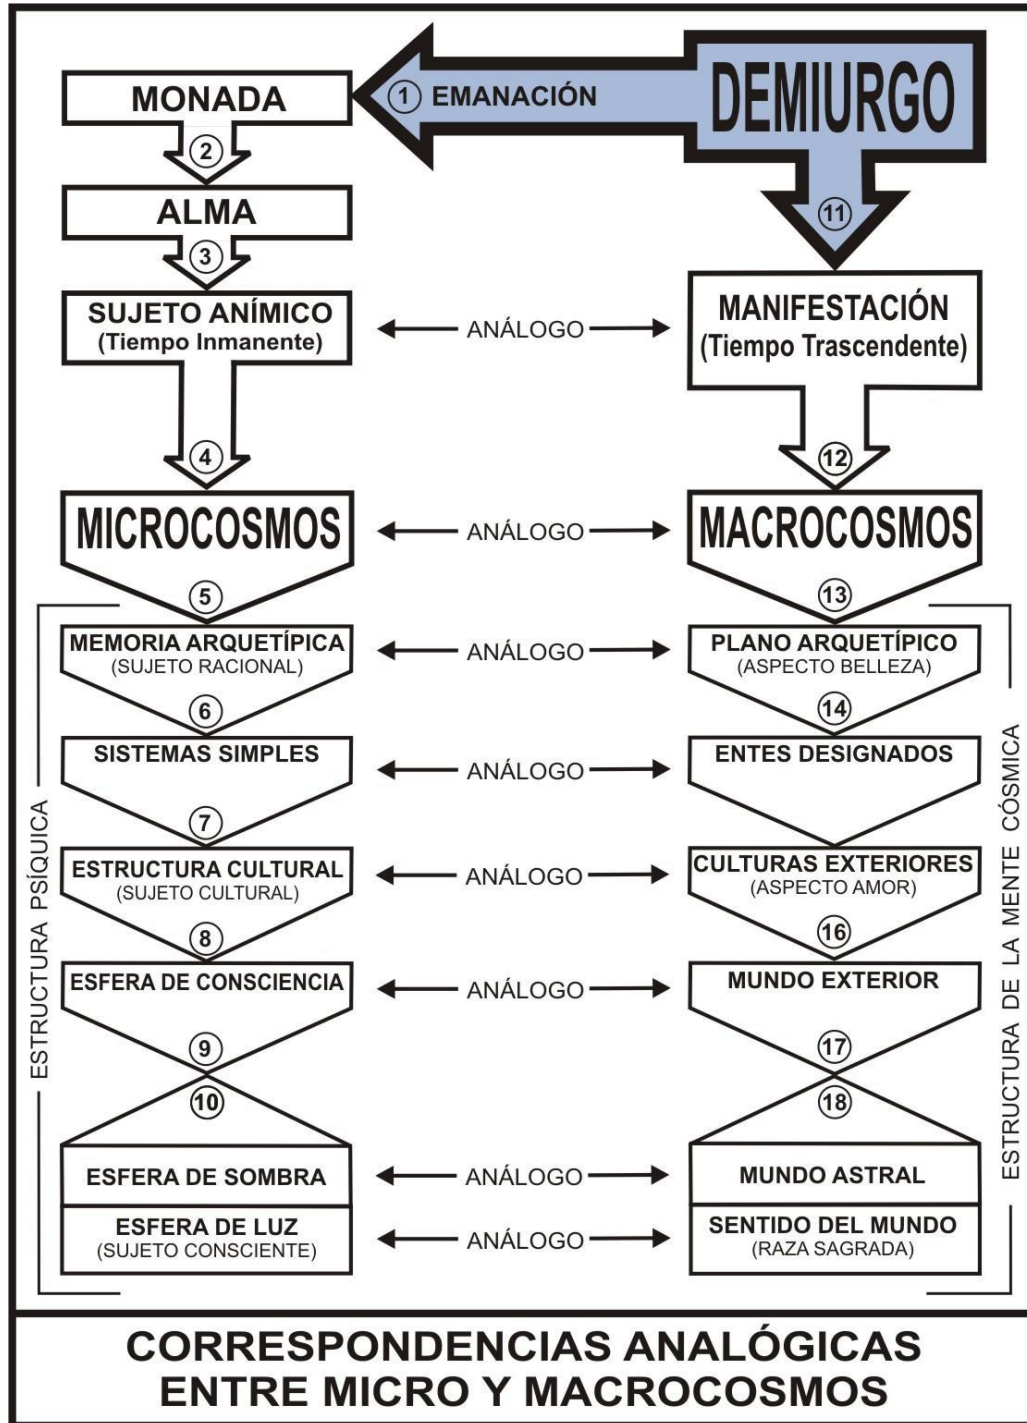 DEMIURGO
1 EMANACIÓN
MONADA
2
ALMA
3
11
SUJETO ANÍMICO
(Tiempo Inmanente)
ANÁLOGO
MANIFESTACIÓN
(Tiempo Trascendente)
4
12
MICROCOSMOS
ANÁLOGO
MACROCOSMOS
5
13
MEMORIA ARQUETÍPICA
(SUJETO RACIONAL)
ANÁLOGO
PLANO ARQUETÍPICO
(ASPECTO BELLEZA)
6
14
SISTEMAS SIMPLES
ANÁLOGO
ENTES DESIGNADOS
7
ESTRUCTURA CULTURAL
(SUJETO CULTURAL)
ANÁLOGO
CULTURAS EXTERIORES
(ASPECTO AMOR)
8
16
ESFERA DE CONSCIENCIA
ANÁLOGO
MUNDO EXTERIOR
9
17
10
18
ESFERA DE SOMBRA
ANÁLOGO
MUNDO ASTRAL
ESFERA DE LUZ
(SUJETO CONSCIENTE)
ANÁLOGO
SENTIDO DEL MUNDO
(RAZA SAGRADA)
ESTRUCTURA PSÍQUICA
ESTRUCTURA DE LA MENTE CÓSMICA
CORRESPONDENCIAS ANALÓGICAS
ENTRE MICRO Y MACROCOSMOS